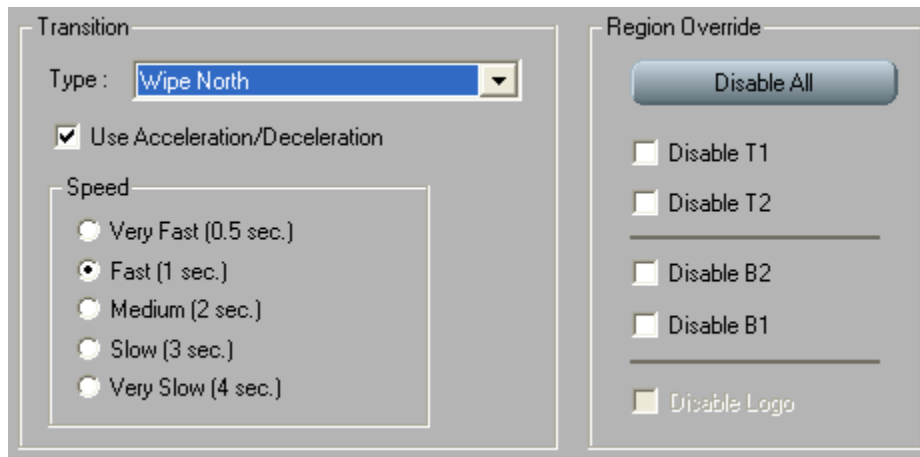 Transition
Type :
Wipe North
Use Acceleration/Deceleration
Speed
Very Fast (0.5 sec.)
Fast (1 sec.)
Medium (2 sec.)
Slow (3 sec.)
Very Slow (4 sec.)
Region Override
Disable All
Disable T1
Disable T2
Disable B2
Disable B1
Disable Logo